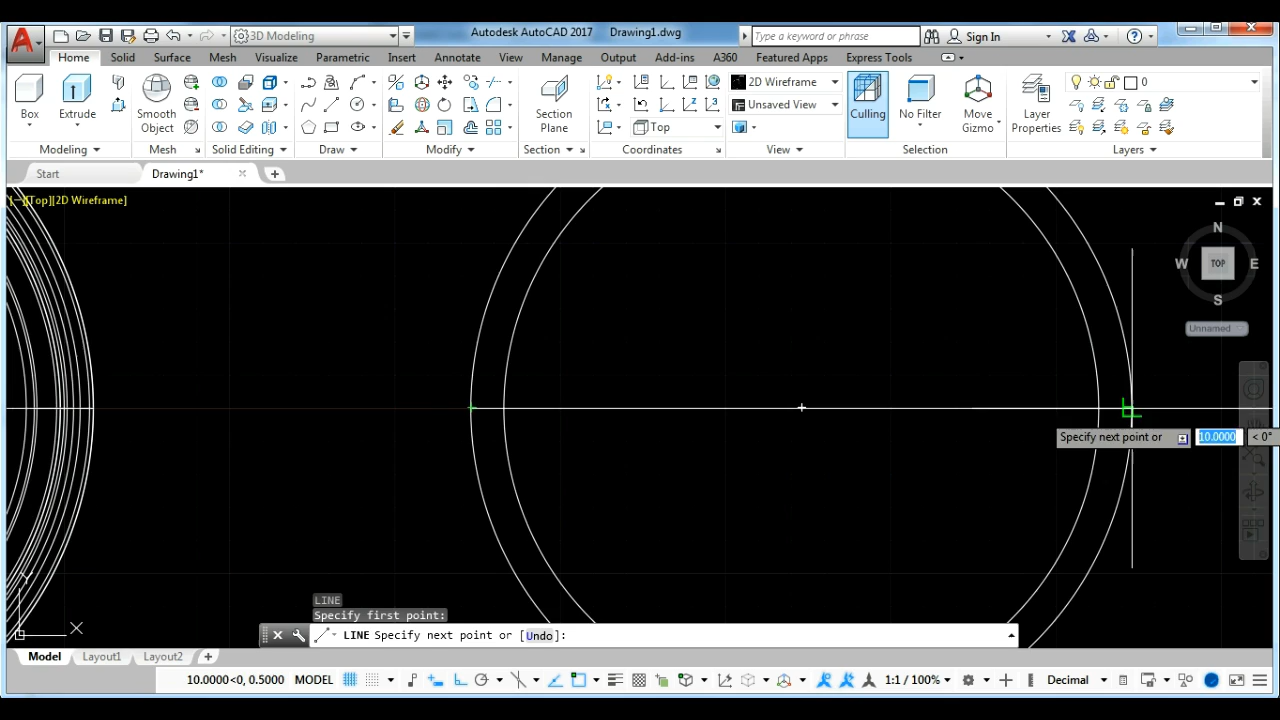 3D Modeling
Autodesk AutoCAD 2017 Drawing1.dwg
Type a keyword or phrase
Sign In
Home Solid Surface Mesh Visualize Parametric Insert Annotate View Manage Output Add-ins A360 Featured Apps Express Tools
Box
Extrude
Smooth Object
Section Plane
2D Wireframe
Unsaved View
Top
Culling
No Filter
Move Gizmo
Layer Properties
0
Modeling Mesh Solid Editing Draw Modify Section Coordinates View Selection Layers
Start Drawing1*
[−][Top][2D Wireframe]
N
W TOP E
S
Unnamed
Specify next point or 10.0000 < 0°
Y
X
LINE
Specify first point:
LINE Specify next point or [Undo]:
Model Layout1 Layout2 +
10.0000<0, 0.5000 MODEL 1:1 / 100% Decimal